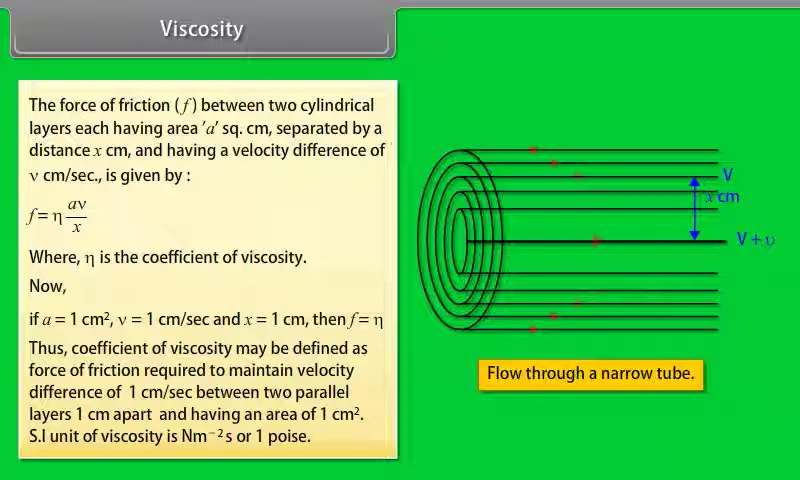 Viscosity
The force of friction ( f ) between two cylindrical
layers each having area 'a' sq. cm, separated by a
distance x cm, and having a velocity difference of
ν cm/sec., is given by :
f = η aν/x
Where, η is the coefficient of viscosity.
Now,
if a = 1 cm², ν = 1 cm/sec and x = 1 cm, then f = η
Thus, coefficient of viscosity may be defined as
force of friction required to maintain velocity
difference of 1 cm/sec between two parallel
layers 1 cm apart and having an area of 1 cm².
S.I unit of viscosity is Nm⁻²s or 1 poise.
V
x cm
V + υ
Flow through a narrow tube.